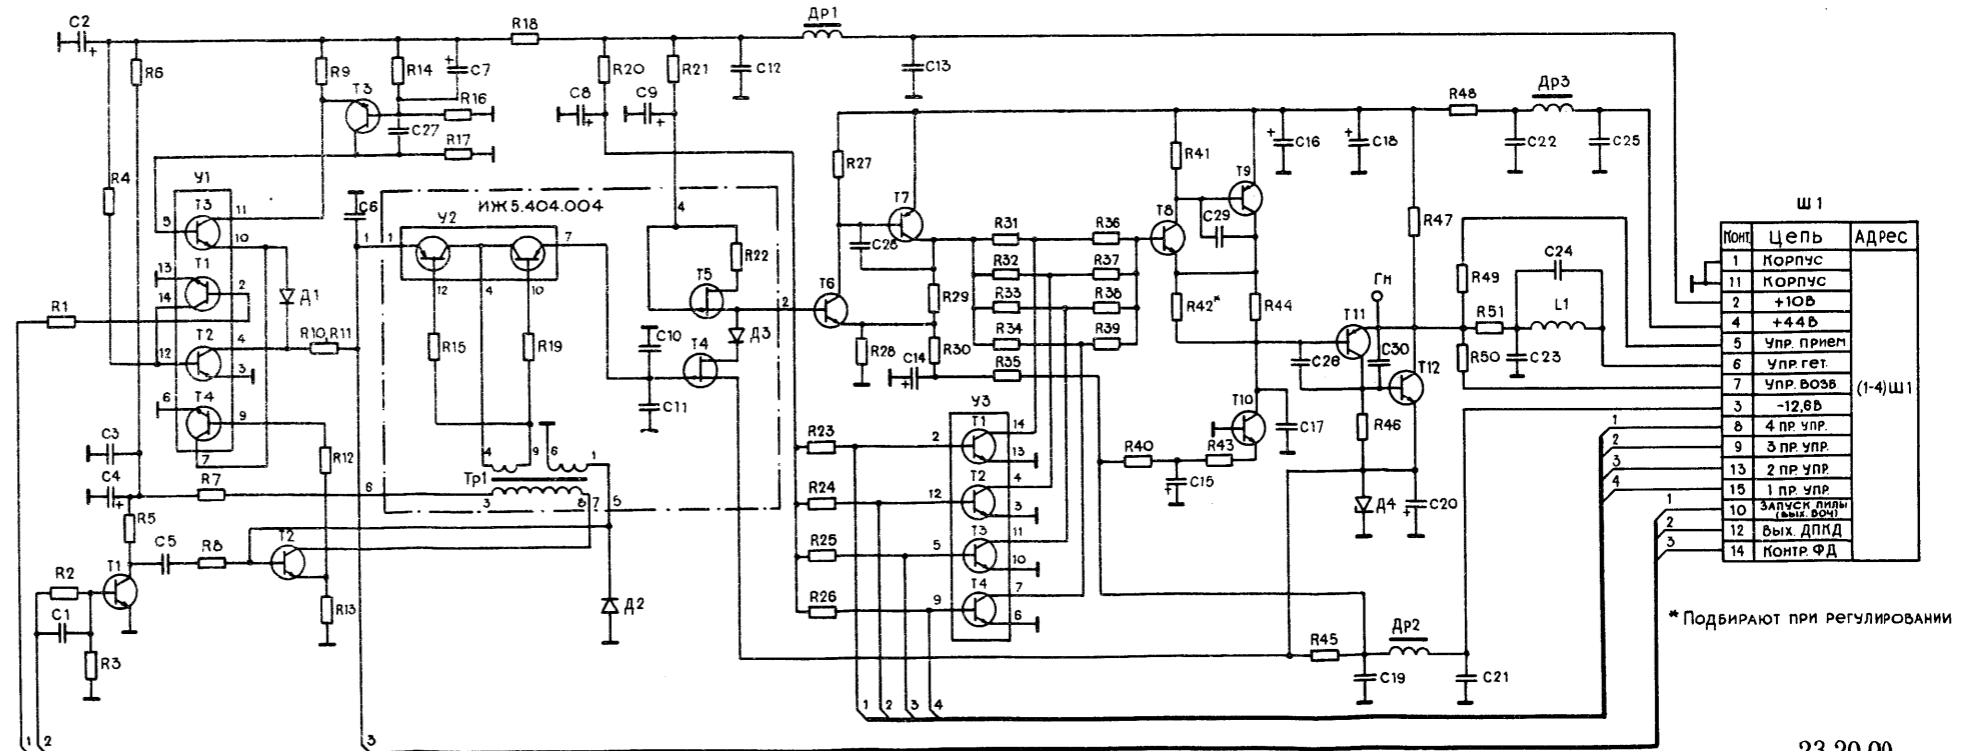 C2
R18
Др1
R6
R9
R14
C7
T3
R16
C27
R17
R20
R21
C12
C13
C8
C9
R48
Др3
C22
C25
R4
У1
T3
5
11
10
13
T1
14
2
T2
12
4
3
T4
6
9
7
Д1
R1
R10
R11
C6
1
ИЖ5.404.004
У2
1
7
12
4
10
R15
R19
4
R22
T5
2
Д3
T4
C10
C11
Тр1
4
9
6
1
3
8
7
5
6
R27
T7
C26
T6
R29
R28
R30
C14
R31
R32
R33
R34
R35
R36
R37
R38
R39
R41
T9
T8
C29
R42*
R44
C16
C18
R47
Гн
T11
C28
C30
T12
R46
T10
C17
R40
R43
C15
Д4
C20
R49
R51
R50
C24
L1
C23
C3
C4
R7
R12
R5
C5
R8
T2
R2
T1
C1
R3
R13
Д2
R23
R24
R25
R26
У3
T1
2
14
13
T2
12
4
3
T3
5
11
10
T4
9
7
6
R45
Др2
C19
C21
1
2
3
4
1
2
3
1
2
3
4
1
2
3
Ш1
Конт. Цепь АДРЕС
1 КОРПУС
11 КОРПУС
2 +10В
4 +44В
5 Упр. ПРИЕМ
6 Упр. гет.
7 Упр. ВОЗБ
3 -12,6В
8 4 ПР. УПР.
9 3 ПР. УПР.
13 2 ПР. УПР.
15 1 ПР. УПР.
10 ЗАПУСК ПИЛЫ (ВЫХ. ВОЧ)
12 Вых. ДПКД
14 Контр. ФД
(1-4)Ш1
* ПОДБИРАЮТ ПРИ РЕГУЛИРОВАНИИ